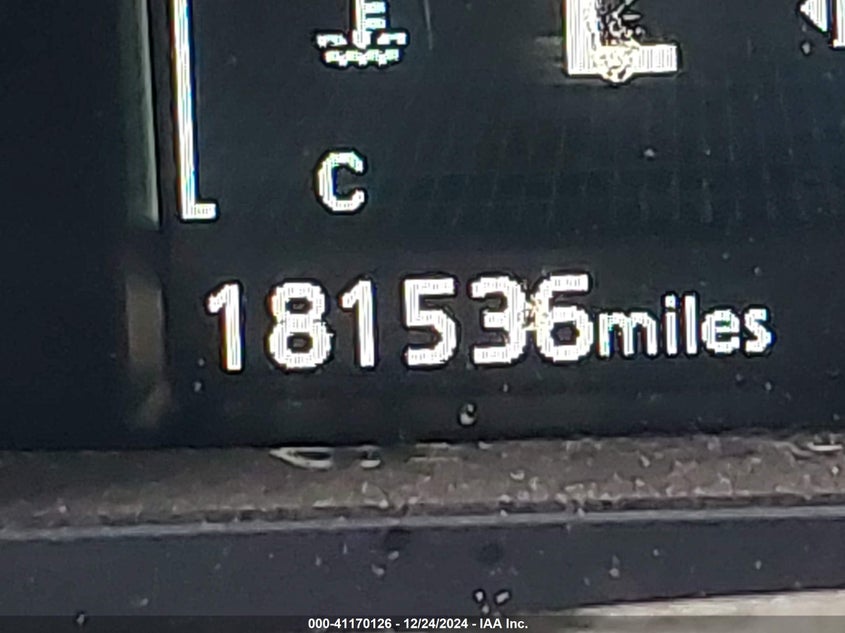 E
C
181536miles
000-41170126 - 12/24/2024 - IAA Inc.